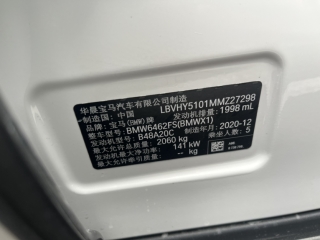 华晨宝马汽车有限公司制造
制造国：中国 LBVHY5101MMZ27298
品牌：宝马(BMW)牌 发动机排量：1998 mL
整车型号：BMW6462FS(BMWX1)
发动机型号：B48A20C 制造年月：2020-12
最大允许总质量：2060 kg 乘坐人数：5
发动机最大净功率：141 kW
最大允许牵引质量：-- kg